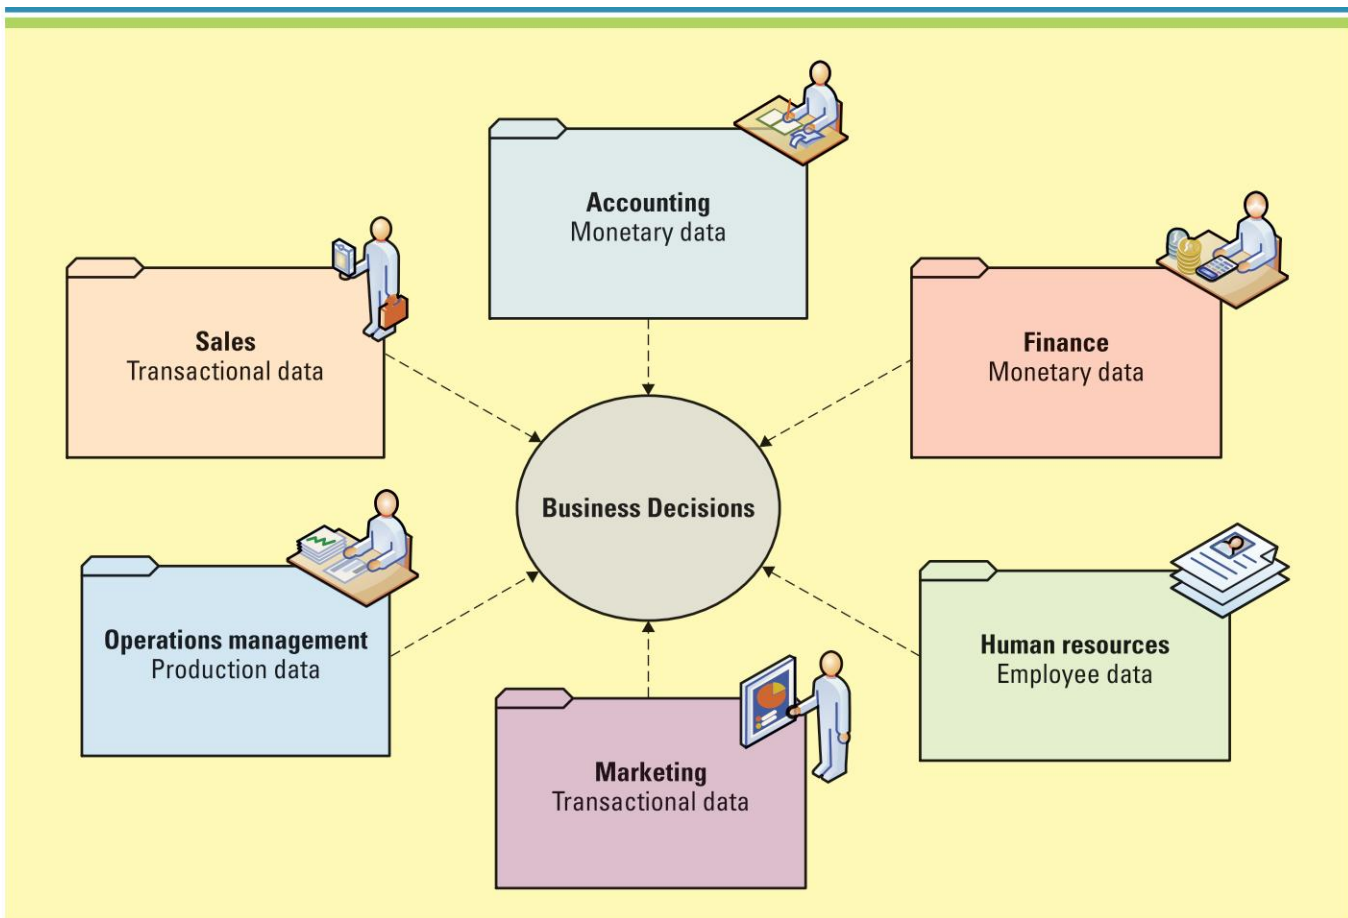 Accounting
Monetary data
Sales
Transactional data
Finance
Monetary data
Business Decisions
Operations management
Production data
Human resources
Employee data
Marketing
Transactional data